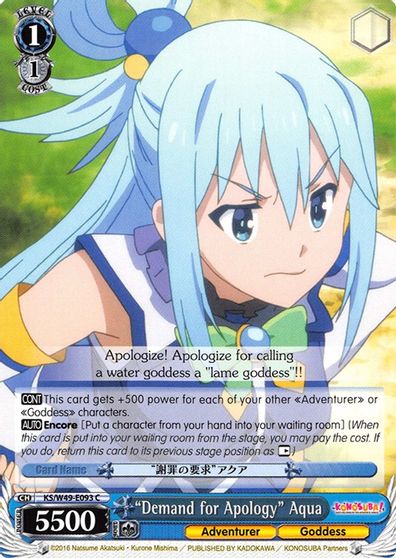 LEVEL
1
1
COST
Apologize! Apologize for calling
a water goddess a "lame goddess"!!
CONT This card gets +500 power for each of your other «Adventurer» or
«Goddess» characters.
AUTO Encore [Put a character from your hand into your waiting room] (When
this card is put into your waiting room from the stage, you may pay the cost. If
you do, return this card to its previous stage position as )
Card Name
"謝罪の要求"アクア
CH KS/W49-E093 C
POWER 5500
"Demand for Apology" Aqua
KONOSUBA!
Adventurer
Goddess
©2016 Natsume Akatsuki・Kurone Mishima / PUBLISHED BY KADOKAWA / KONOSUBA Partners